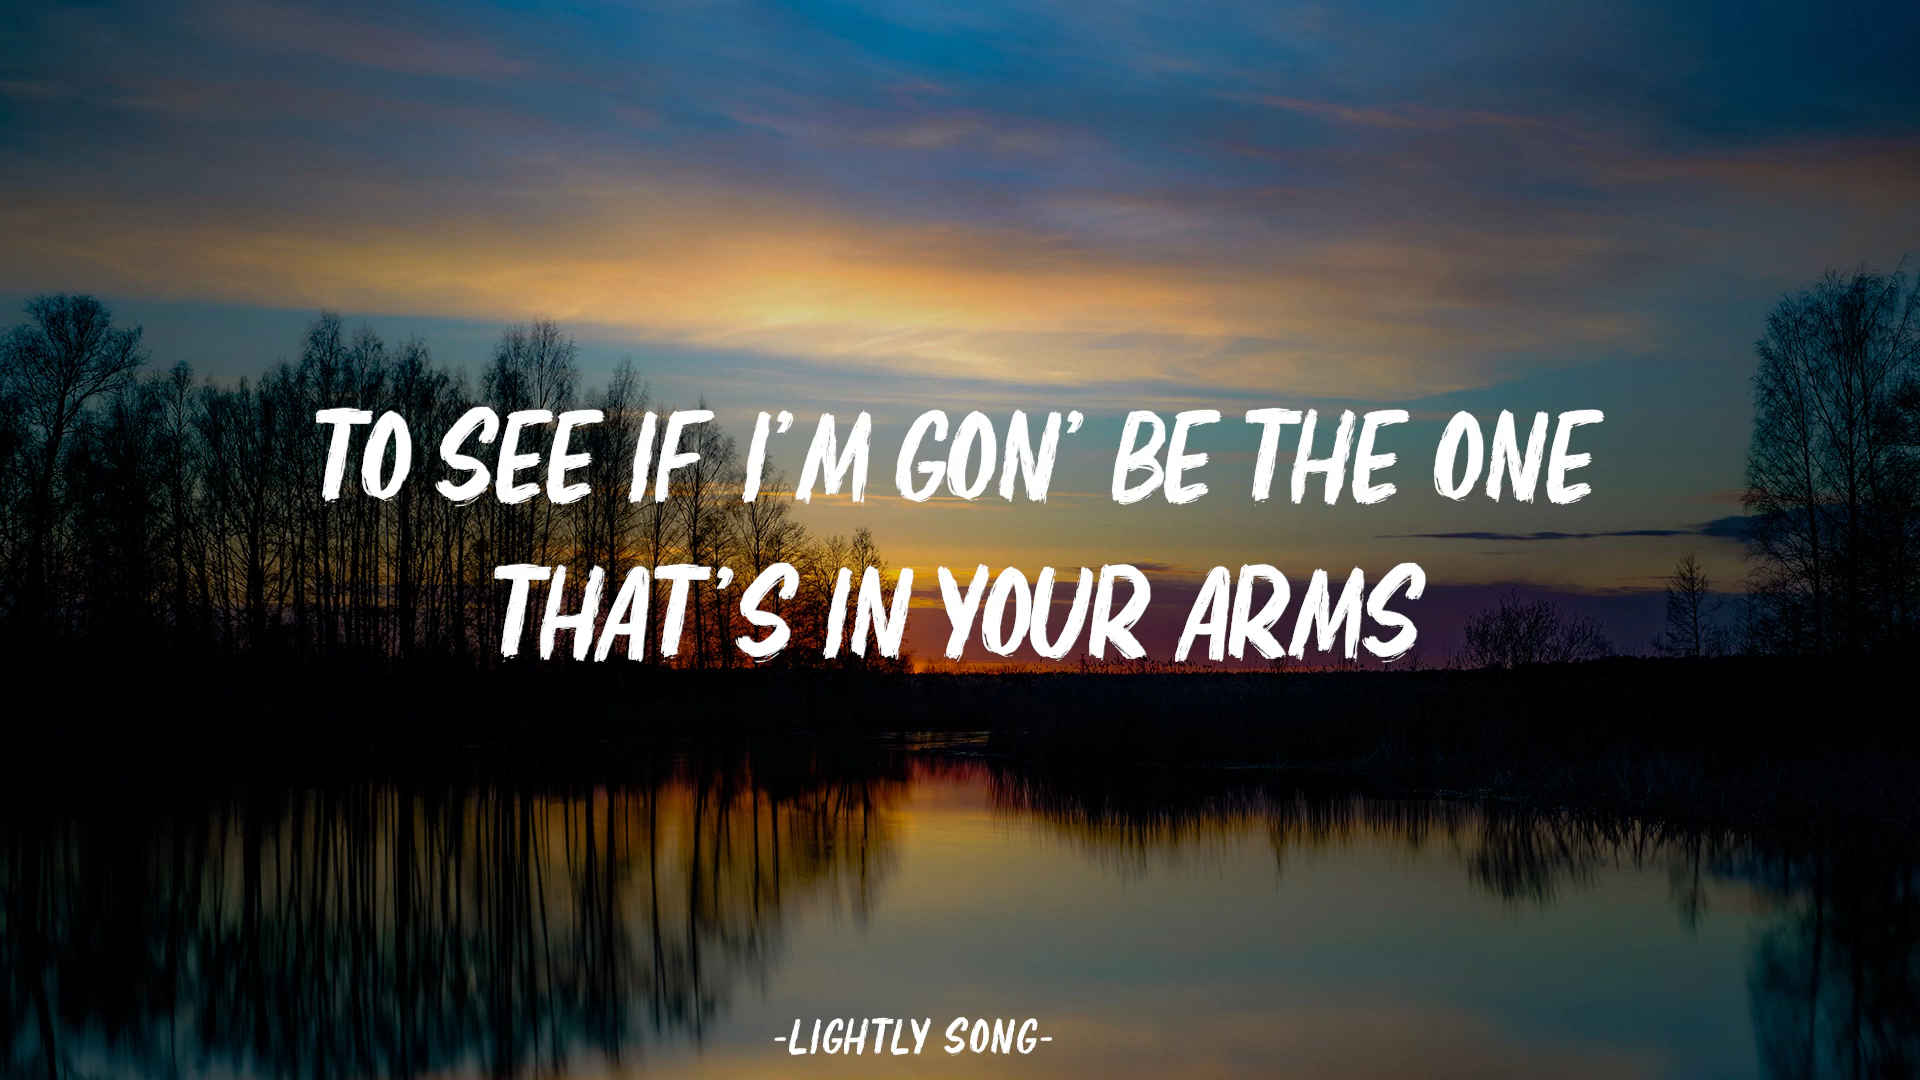 TO SEE IF I'M GON' BE THE ONE
THAT'S IN YOUR ARMS
-LIGHTLY SONG-